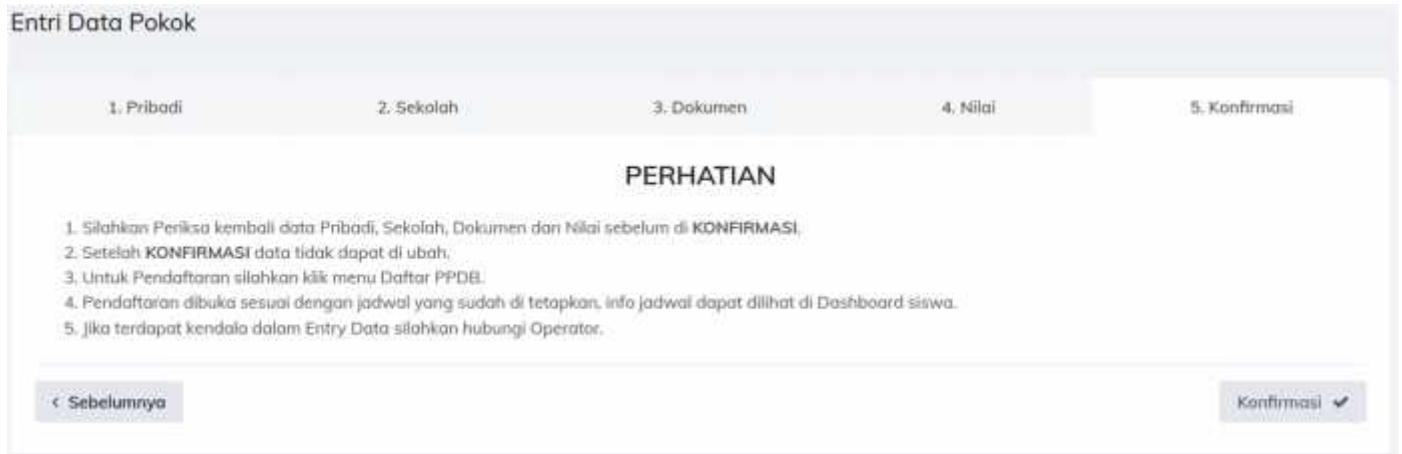 Entri Data Pokok
1. Pribadi
2. Sekolah
3. Dokumen
4. Nilai
5. Konfirmasi
PERHATIAN
1. Silahkan Periksa kembali data Pribadi, Sekolah, Dokumen dan Nilai sebelum di KONFIRMASI.
2. Setelah KONFIRMASI data tidak dapat di ubah.
3. Untuk Pendaftaran silahkan klik menu Daftar PPDB.
4. Pendaftaran dibuka sesuai dengan jadwal yang sudah di tetapkan, info jadwal dapat dilihat di Dashboard siswa.
5. Jika terdapat kendala dalam Entry Data silahkan hubungi Operator.
< Sebelumnya
Konfirmasi ✔